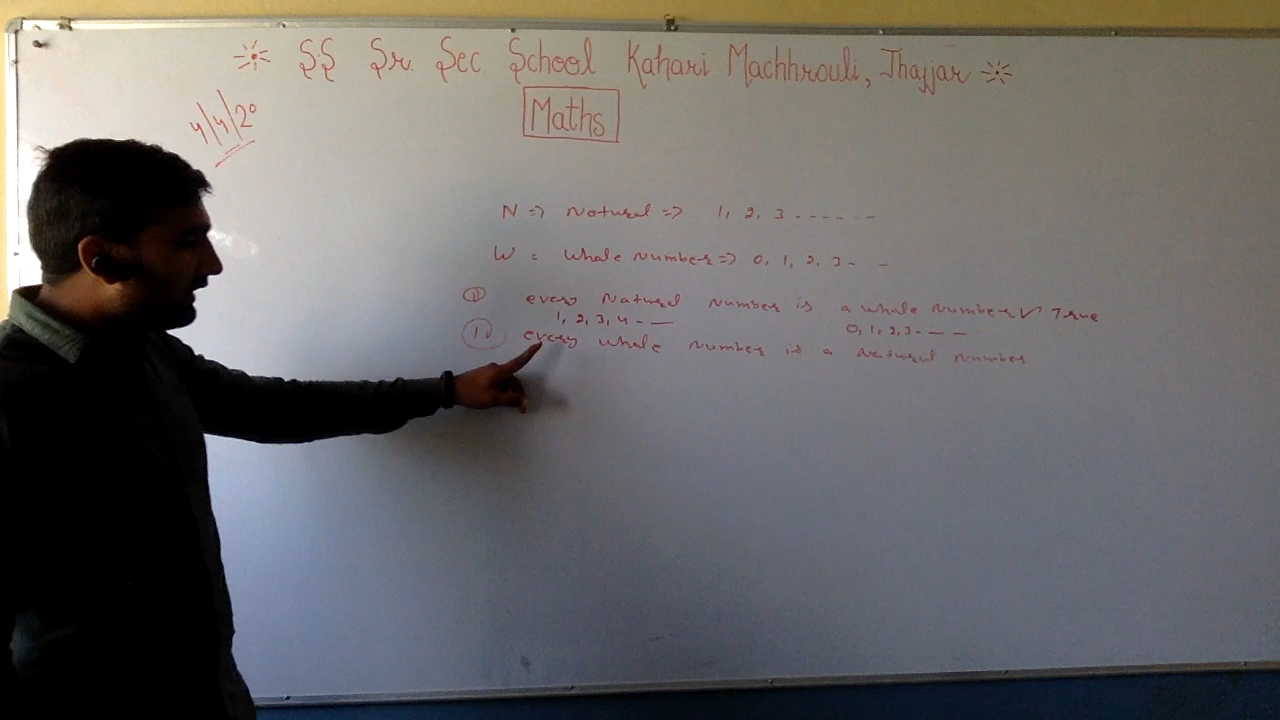 S.S Sr. Sec School Kahari Machhrouli, Jhajjar
Maths
4/4/20
N => Natural => 1, 2, 3 - - - - - -
W = Whole Number => 0, 1, 2, 3 - -
① every Natural Number is a whole Number ✓ True
1, 2, 3, 4 - — 0, 1, 2, 3 - — —
every whole Number is a Natural Number